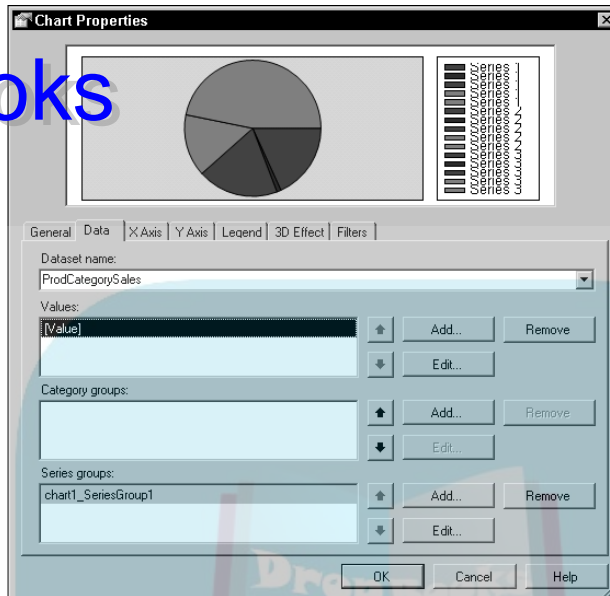 Chart Properties
oks
Series 1
Series 1
Series 1
Series 1
Series 1
Series 2
Series 2
Series 2
Series 2
Series 2
Series 3
Series 3
Series 3
Series 3
Series 3
General Data X Axis Y Axis Legend 3D Effect Filters
Dataset name:
ProdCategorySales
Values:
[Value]
Add... Remove
Edit...
Category groups:
Add... Remove
Edit...
Series groups:
chart1_SeriesGroup1
Add... Remove
Edit...
OK Cancel Help